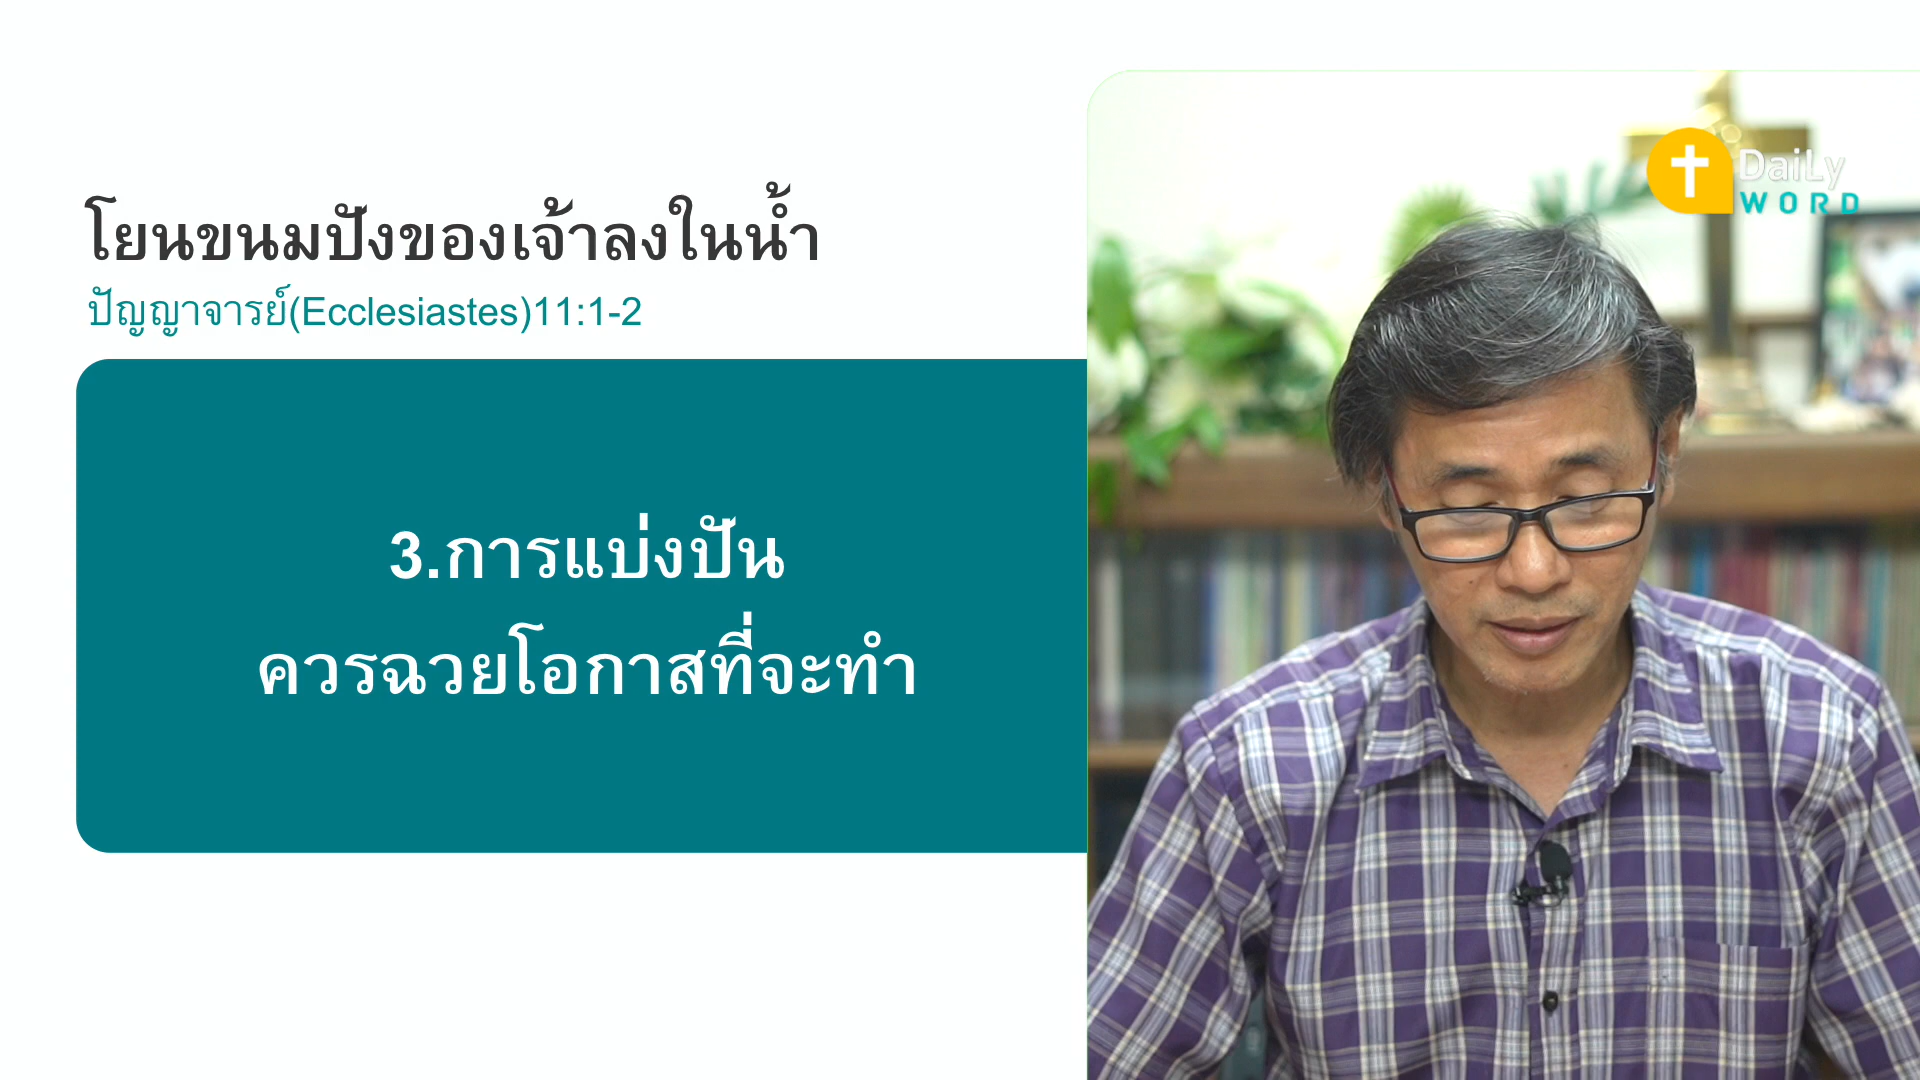 โยนขนมปังของเจ้าลงในน้ำ
ปัญญาจารย์(Ecclesiastes)11:1-2
3.การแบ่งปัน
ควรฉวยโอกาสที่จะทำ
DaiLy
WORD